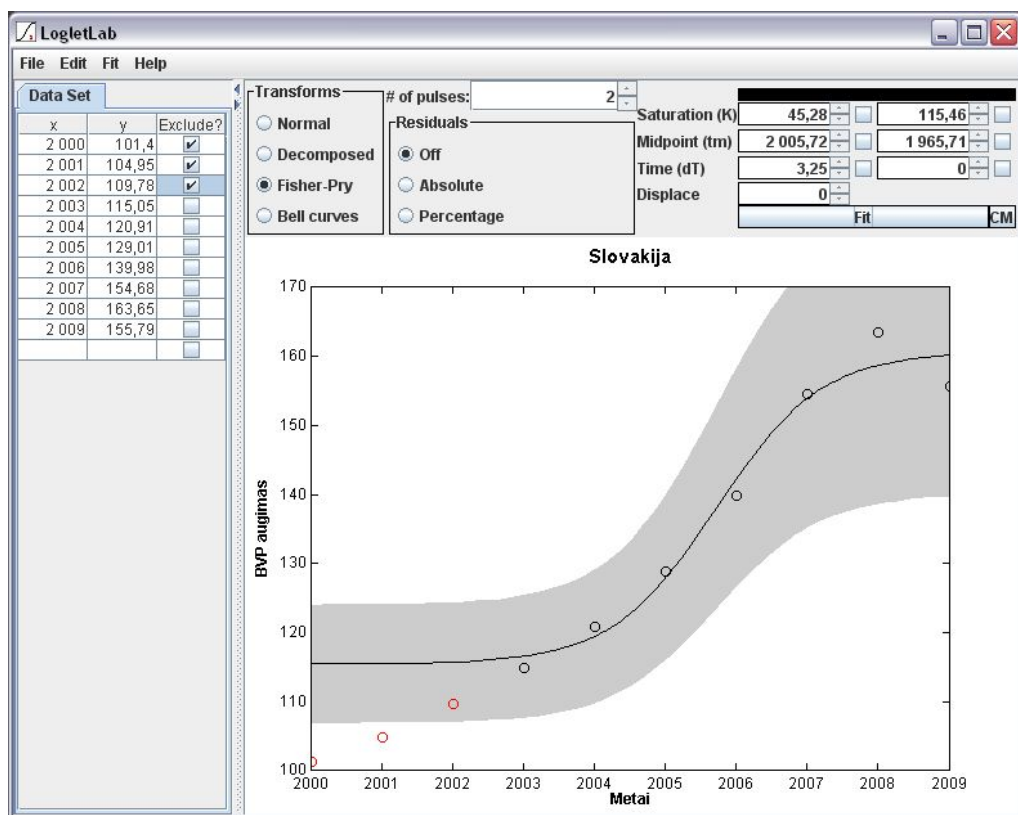 LogletLab
File Edit Fit Help
Data Set
x y Exclude?
2 000 101,4
2 001 104,95
2 002 109,78
2 003 115,05
2 004 120,91
2 005 129,01
2 006 139,98
2 007 154,68
2 008 163,65
2 009 155,79
Transforms
Normal
Decomposed
Fisher-Pry
Bell curves
# of pulses: 2
Residuals
Off
Absolute
Percentage
Saturation (K) 45,28 115,46
Midpoint (tm) 2 005,72 1 965,71
Time (dT) 3,25 0
Displace 0
Fit CM
Slovakija
170
160
150
140
130
120
110
100
BVP augimas
2000 2001 2002 2003 2004 2005 2006 2007 2008 2009
Metai